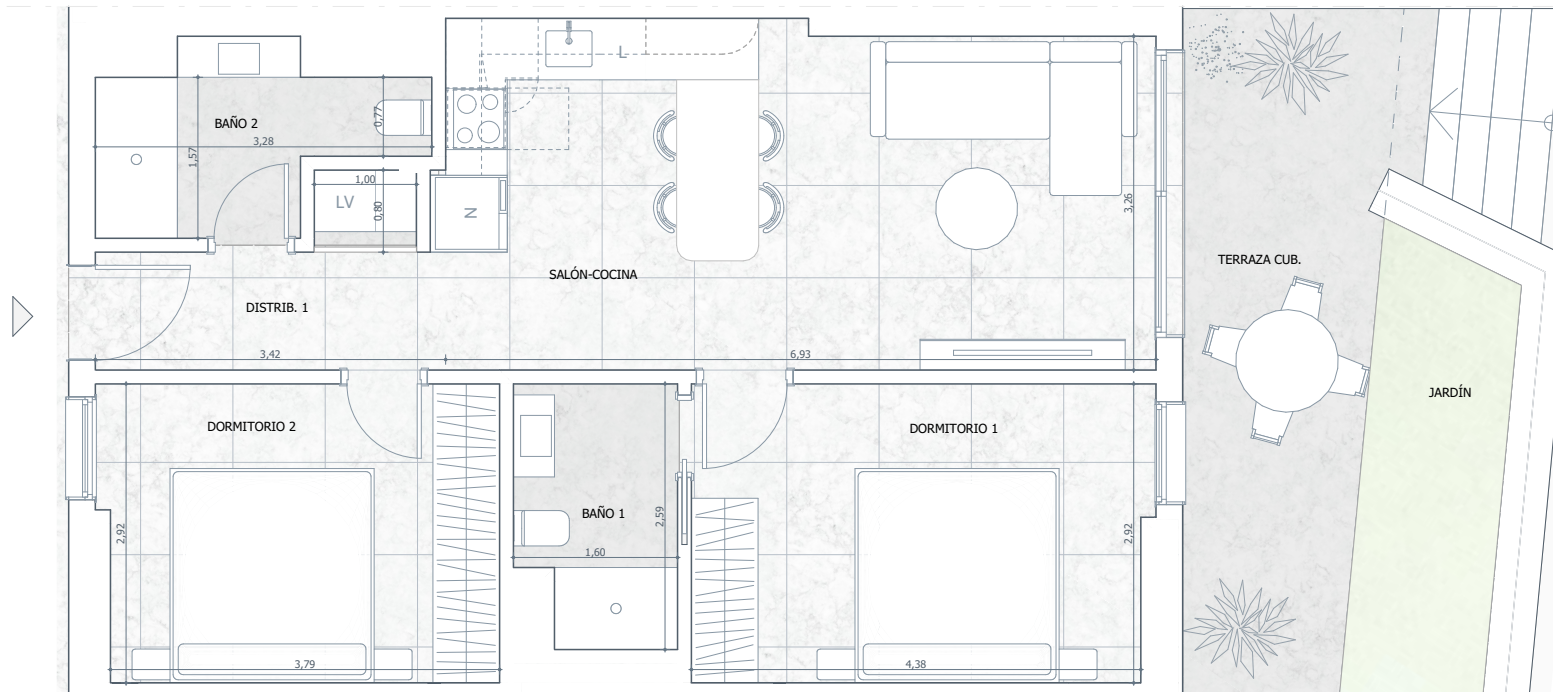 L
BAÑO 2
0,77
3,28
1,57
1,00
LV
0,80
N
3,26
SALÓN-COCINA
TERRAZA CUB.
DISTRIB. 1
3,42
6,93
JARDÍN
DORMITORIO 2
DORMITORIO 1
BAÑO 1
2,59
2,92
2,92
1,60
3,79
4,38